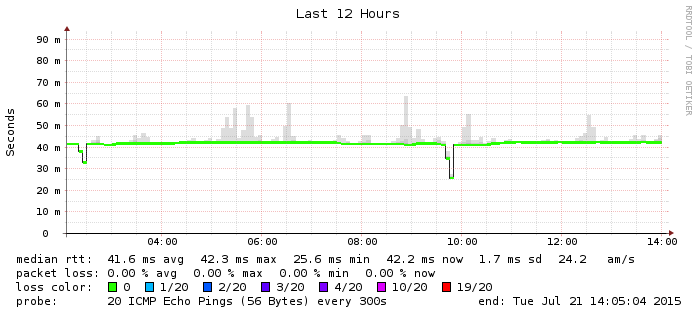 Last 12 Hours
RRDTOOL / TOBI OETIKER
Seconds
90 m
80 m
70 m
60 m
50 m
40 m
30 m
20 m
10 m
0
04:00 06:00 08:00 10:00 12:00 14:00
median rtt: 41.6 ms avg 42.3 ms max 25.6 ms min 42.2 ms now 1.7 ms sd 24.2 am/s
packet loss: 0.00 % avg 0.00 % max 0.00 % min 0.00 % now
loss color: 0 1/20 2/20 3/20 4/20 10/20 19/20
probe: 20 ICMP Echo Pings (56 Bytes) every 300s end: Tue Jul 21 14:05:04 2015